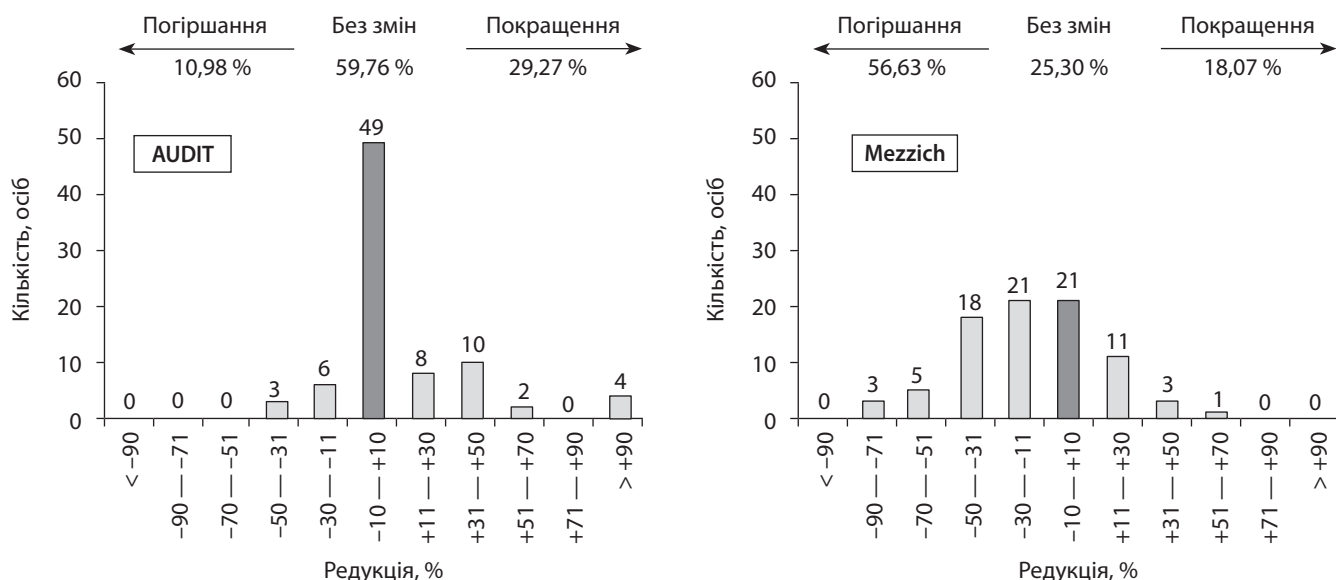 Погіршання Без змін Покращення
10,98 % 59,76 % 29,27 %
60
50
40
30
20
10
0
Кількість, осіб
AUDIT
0 0 0 3 6 49 8 10 2 0 4
< –90
–90 — –71
–70 — –51
–50 — –31
–30 — –11
–10 — +10
+11 — +30
+31 — +50
+51 — +70
+71 — +90
> +90
Редукція, %
Погіршання Без змін Покращення
56,63 % 25,30 % 18,07 %
60
50
40
30
20
10
0
Кількість, осіб
Mezzich
0 3 5 18 21 21 11 3 1 0 0
< –90
–90 — –71
–70 — –51
–50 — –31
–30 — –11
–10 — +10
+11 — +30
+31 — +50
+51 — +70
+71 — +90
> +90
Редукція, %